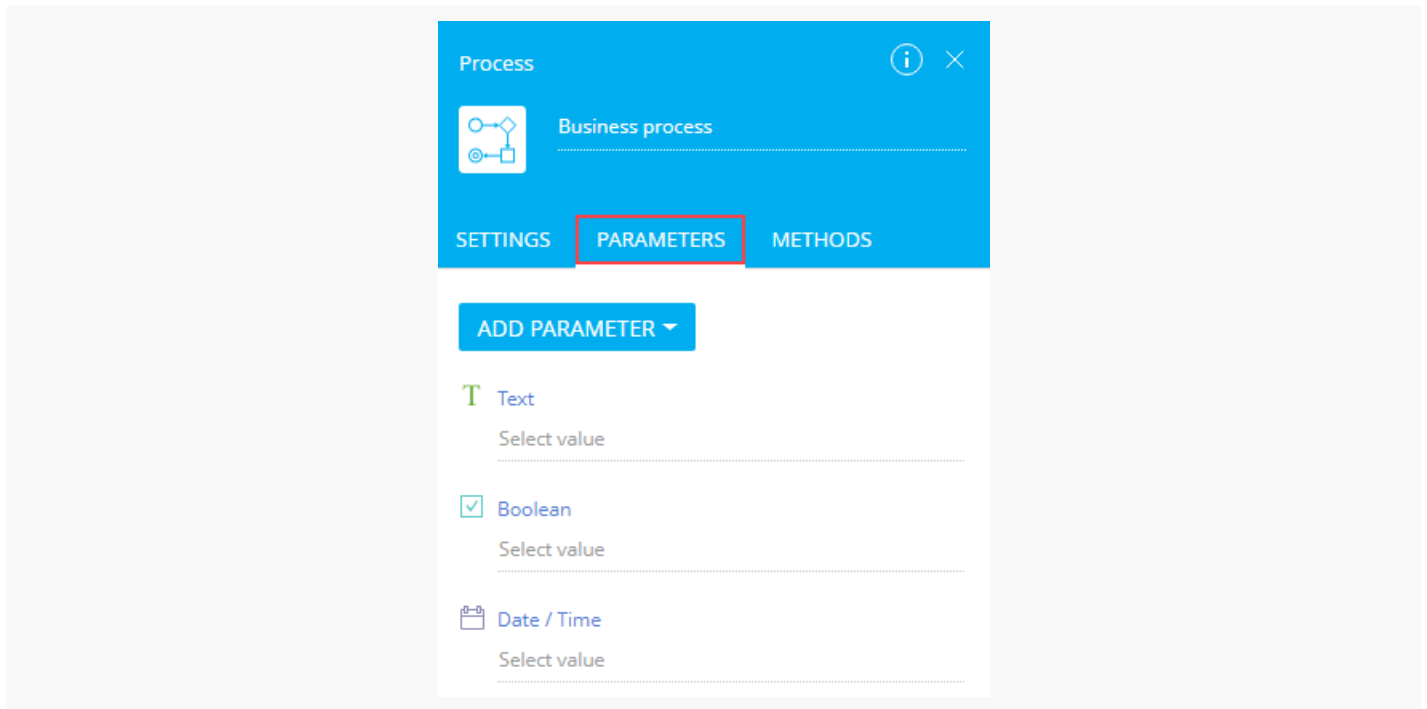 Process
Business process
SETTINGS PARAMETERS METHODS
ADD PARAMETER
Text
Select value
Boolean
Select value
Date / Time
Select value